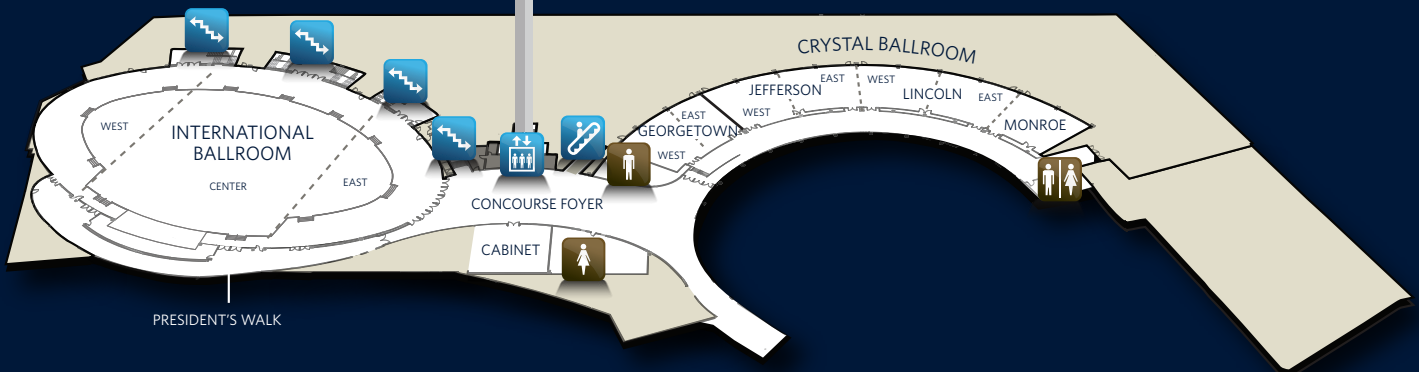 CRYSTAL BALLROOM
EAST
WEST
JEFFERSON
LINCOLN
EAST
WEST
EAST
GEORGETOWN
MONROE
WEST
WEST
INTERNATIONAL
BALLROOM
CENTER
EAST
CONCOURSE FOYER
CABINET
PRESIDENT'S WALK